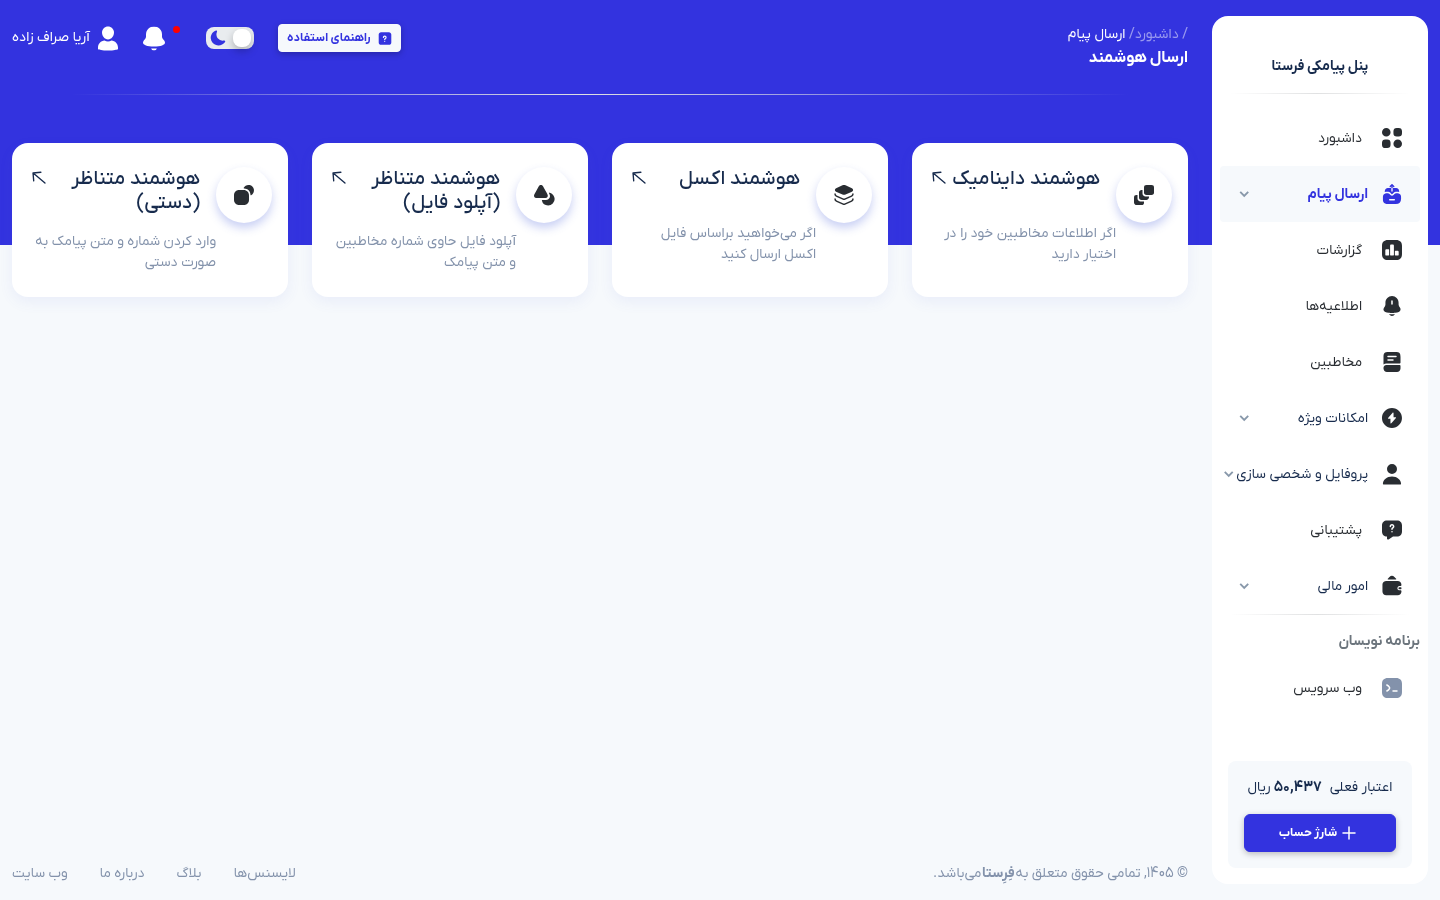 پنل پیامکی فرستا
داشبورد
ارسال پیام
گزارشات
اطلاعیه‌ها
مخاطبین
امکانات ویژه
پروفایل و شخصی سازی
پشتیبانی
امور مالی
برنامه نویسان
وب سرویس
اعتبار فعلی ۵۰,۴۳۷ ریال
شارژ حساب
/ داشبورد/ ارسال پیام
ارسال هوشمند
راهنمای استفاده
آریا صراف زاده
هوشمند داینامیک
اگر اطلاعات مخاطبین خود را در
اختیار دارید
هوشمند اکسل
اگر می‌خواهید براساس فایل
اکسل ارسال کنید
هوشمند متناظر
(آپلود فایل)
آپلود فایل حاوی شماره مخاطبین
و متن پیامک
هوشمند متناظر
(دستی)
وارد کردن شماره و متن پیامک به
صورت دستی
© ۱۴۰۵, تمامی حقوق متعلق به‌فِرِستا‌می‌باشد.
لایسنس‌ها
بلاگ
درباره ما
وب سایت